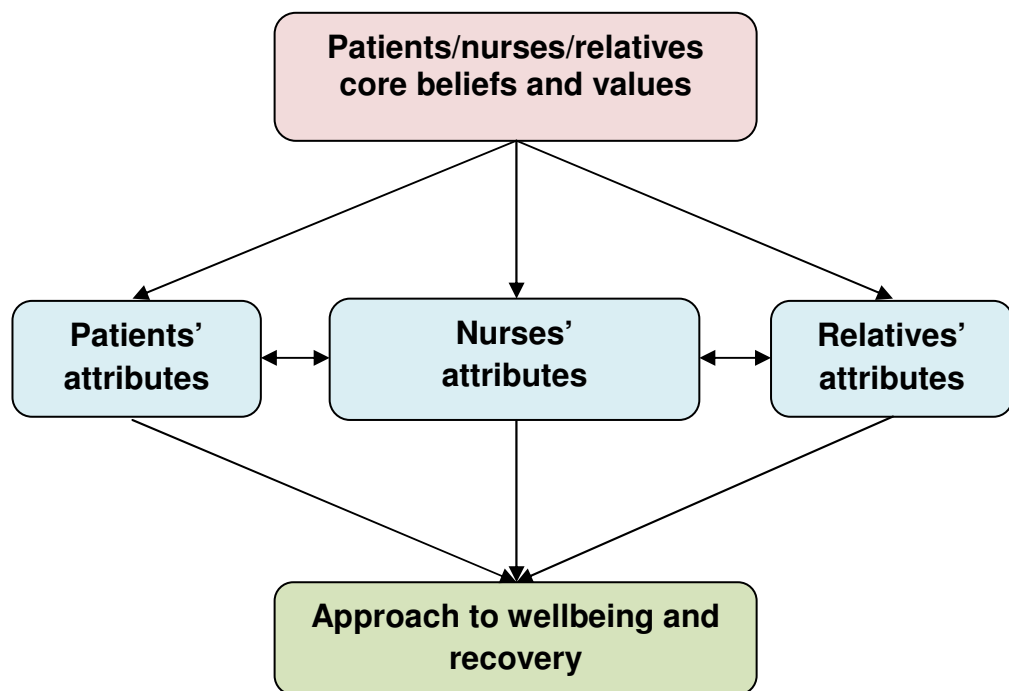 Patients/nurses/relatives
core beliefs and values
Patients’
attributes
Nurses’
attributes
Relatives’
attributes
Approach to wellbeing and
recovery